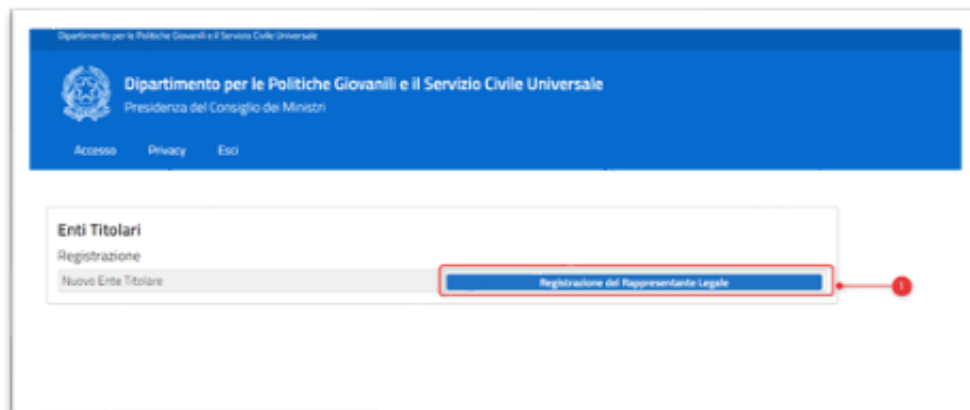 Dipartimento per le Politiche Giovanili e il Servizio Civile Universale
Dipartimento per le Politiche Giovanili e il Servizio Civile Universale
Presidenza del Consiglio dei Ministri
Accesso Privacy Esci
Enti Titolari
Registrazione
Nuovo Ente Titolare Registrazione del Rappresentante Legale 1